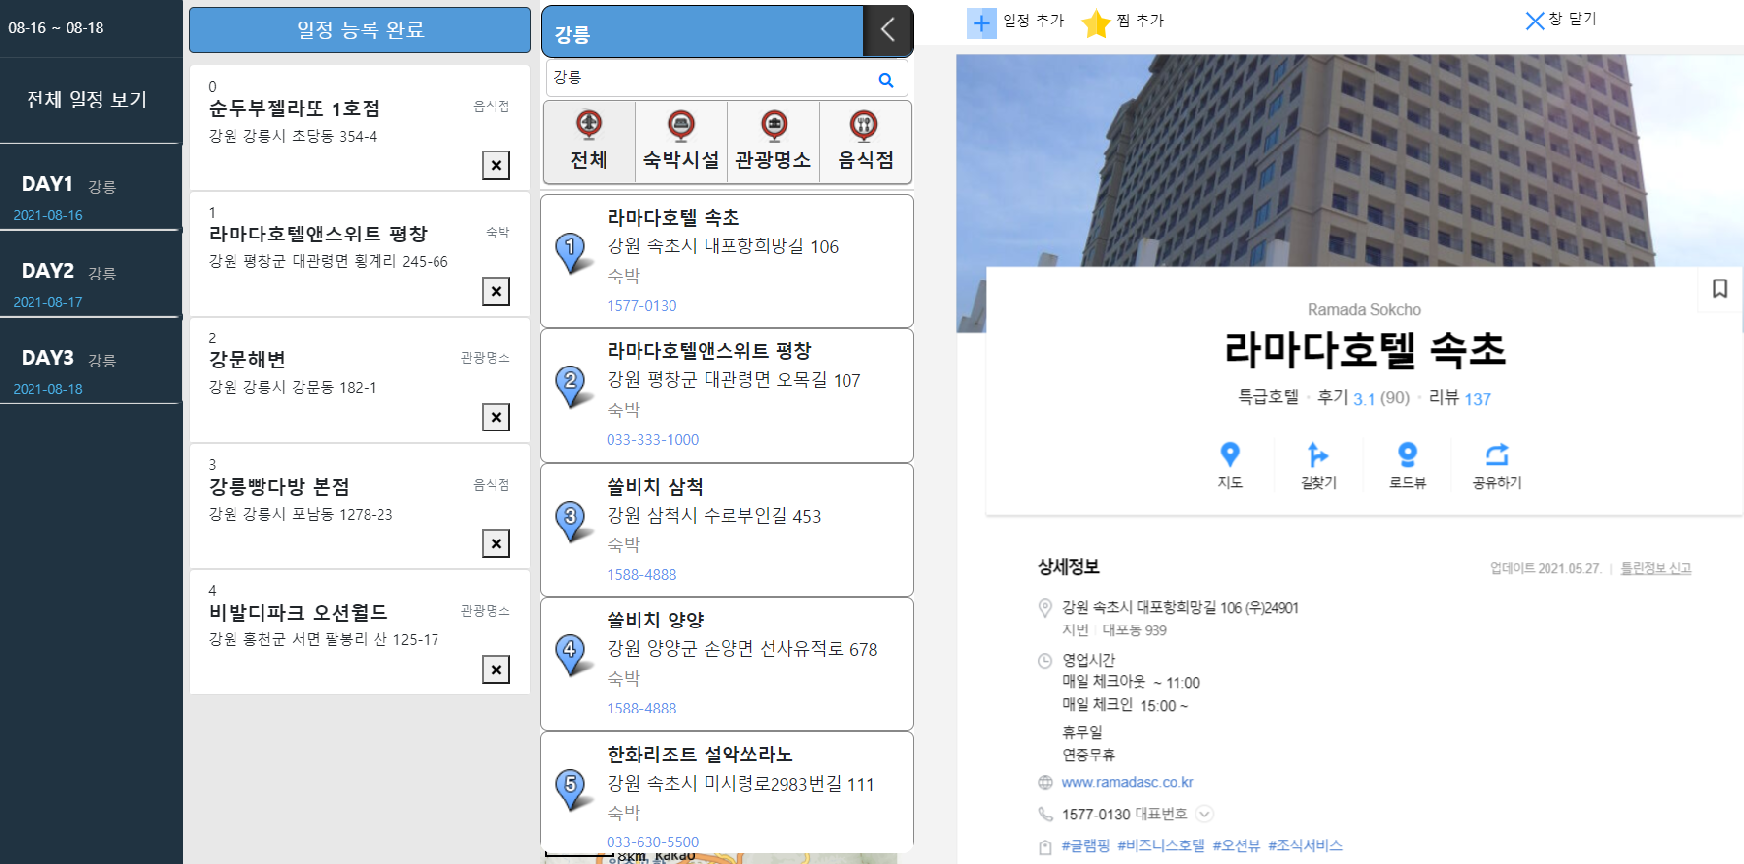 08-16 ~ 08-18
전체 일정 보기
DAY1 강릉
2021-08-16
DAY2 강릉
2021-08-17
DAY3 강릉
2021-08-18
일정 등록 완료
0
순두부젤라또 1호점 음식점
강원 강릉시 초당동 354-4
×
1
라마다호텔앤스위트 평창 숙박
강원 평창군 대관령면 횡계리 245-66
×
2
강문해변 관광명소
강원 강릉시 강문동 182-1
×
3
강릉빵다방 본점 음식점
강원 강릉시 포남동 1278-23
×
4
비발디파크 오션월드 관광명소
강원 홍천군 서면 팔봉리 산 125-17
×
강릉
강릉
전체 숙박시설 관광명소 음식점
1
라마다호텔 속초
강원 속초시 대포항희망길 106
숙박
1577-0130
2
라마다호텔앤스위트 평창
강원 평창군 대관령면 오목길 107
숙박
033-333-1000
3
쏠비치 삼척
강원 삼척시 수로부인길 453
숙박
1588-4888
4
쏠비치 양양
강원 양양군 손양면 선사유적로 678
숙박
1588-4888
5
한화리조트 설악쏘라노
강원 속초시 미시령로2983번길 111
숙박
033-630-5500
8km kakao
일정 추가 찜 추가 창 닫기
Ramada Sokcho
라마다호텔 속초
특급호텔 · 후기 3.1 (90) · 리뷰 137
지도 길찾기 로드뷰 공유하기
상세정보 업데이트 2021.05.27. | 틀린정보 신고
강원 속초시 대포항희망길 106 (우)24901
지번 | 대포동 939
영업시간
매일 체크아웃 ~ 11:00
매일 체크인 15:00 ~
휴무일
연중무휴
www.ramadasc.co.kr
1577-0130 대표번호
#글램핑 #비즈니스호텔 #오션뷰 #조식서비스